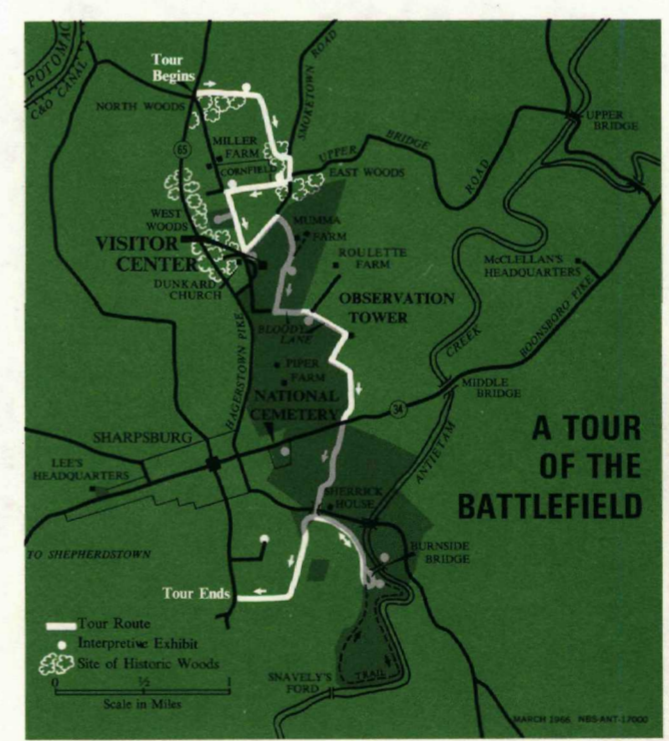 POTOMAC
C&O CANAL
Tour
Begins
SMOKETOWN ROAD
NORTH WOODS
65
MILLER
FARM
CORNFIELD
UPPER BRIDGE ROAD
UPPER
BRIDGE
EAST WOODS
WEST
WOODS
MUMMA
FARM
VISITOR
CENTER
ROULETTE
FARM
McCLELLAN'S
HEADQUARTERS
DUNKARD
CHURCH
OBSERVATION
TOWER
BLOODY
LANE
HAGERSTOWN PIKE
ANTIETAM CREEK
BOONSBORO PIKE
PIPER
FARM
MIDDLE
BRIDGE
NATIONAL
CEMETERY
34
A TOUR
OF THE
BATTLEFIELD
SHARPSBURG
LEE'S
HEADQUARTERS
SHERRICK
HOUSE
TO SHEPHERDSTOWN
BURNSIDE
BRIDGE
Tour Ends
Tour Route
Interpretive Exhibit
Site of Historic Woods
TRAIL
SNAVELY'S
FORD
0 ½ 1
Scale in Miles
MARCH 1966 NBS-ANT-17000